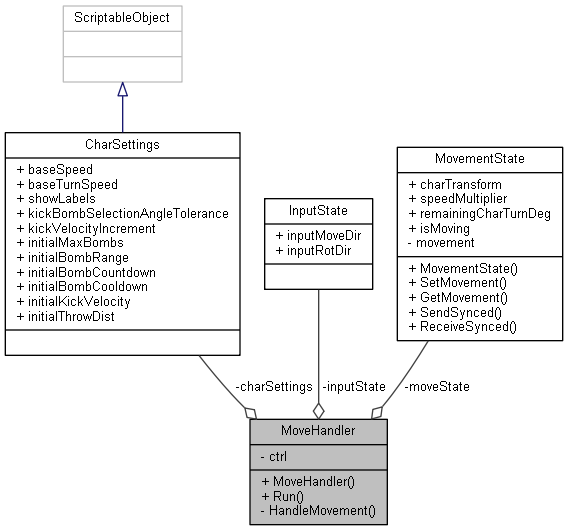 ScriptableObject
CharSettings
+ baseSpeed
+ baseTurnSpeed
+ showLabels
+ kickBombSelectionAngleTolerance
+ kickVelocityIncrement
+ initialMaxBombs
+ initialBombRange
+ initialBombCountdown
+ initialBombCooldown
+ initialKickVelocity
+ initialThrowDist
InputState
+ inputMoveDir
+ inputRotDir
MovementState
+ charTransform
+ speedMultiplier
+ remainingCharTurnDeg
+ isMoving
- movement
+ MovementState()
+ SetMovement()
+ GetMovement()
+ SendSynced()
+ ReceiveSynced()
-charSettings
-inputState
-moveState
MoveHandler
- ctrl
+ MoveHandler()
+ Run()
- HandleMovement()